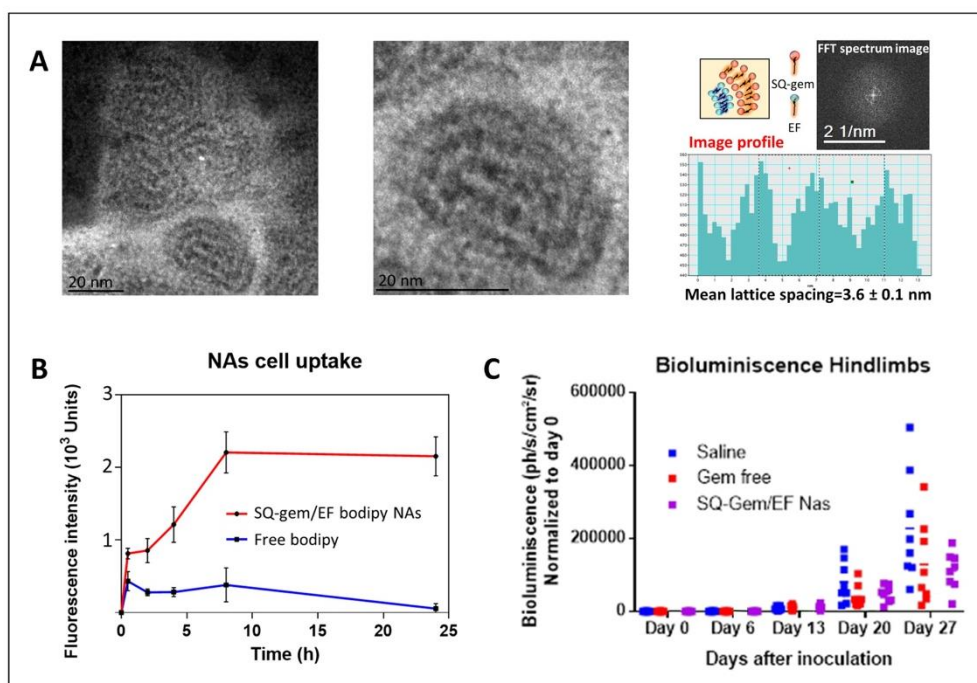 A
20 nm
20 nm
SQ-gem
EF
FFT spectrum image
2 1/nm
Image profile
Mean lattice spacing=3.6 ± 0.1 nm
B
NAs cell uptake
Fluorescence intensity (10³ Units)
3
2
1
0
SQ-gem/EF bodipy NAs
Free bodipy
0 5 10 15 20 25
Time (h)
C
Bioluminiscence Hindlimbs
Bioluminiscence (ph/s/cm²/sr)
Normalized to day 0
600000
400000
200000
0
Saline
Gem free
SQ-Gem/EF Nas
Day 0 Day 6 Day 13 Day 20 Day 27
Days after inoculation